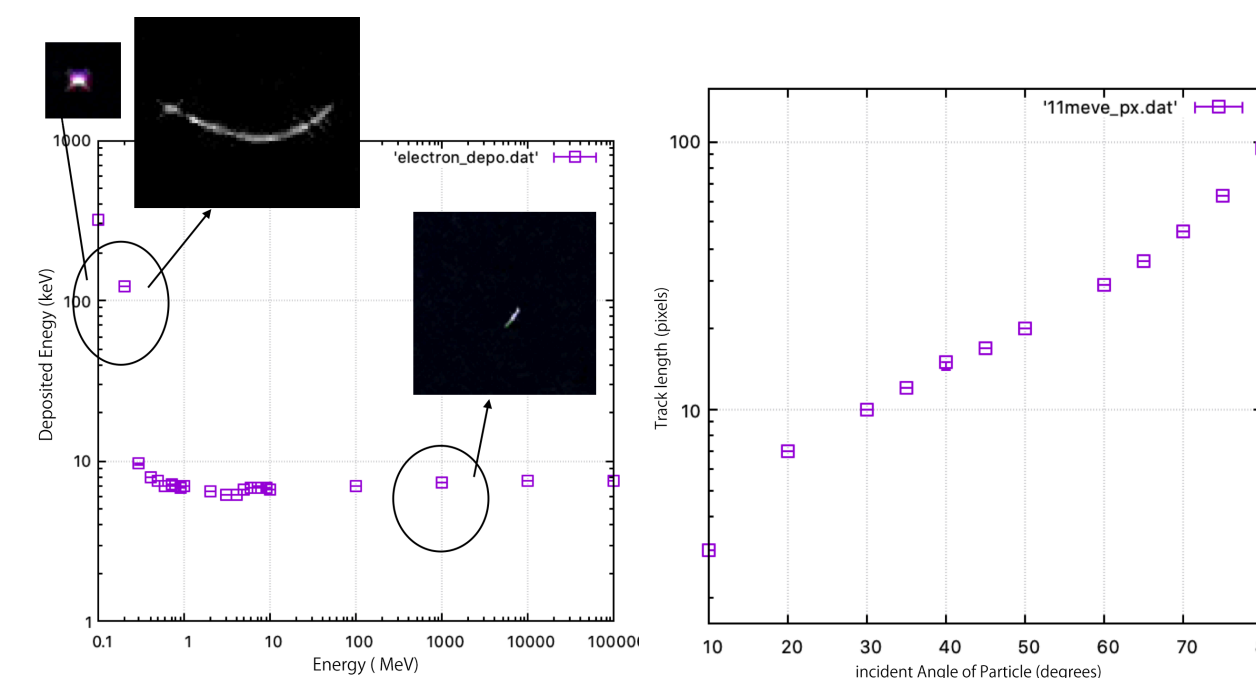 1000
'electron_depo.dat'
100
Deposited Energy (keV)
10
1
0.1 1 10 100 1000 10000
Energy ( MeV)
'11meve_px.dat'
100
Track length (pixels)
10
10 20 30 40 50 60 70
incident Angle of Particle (degrees)